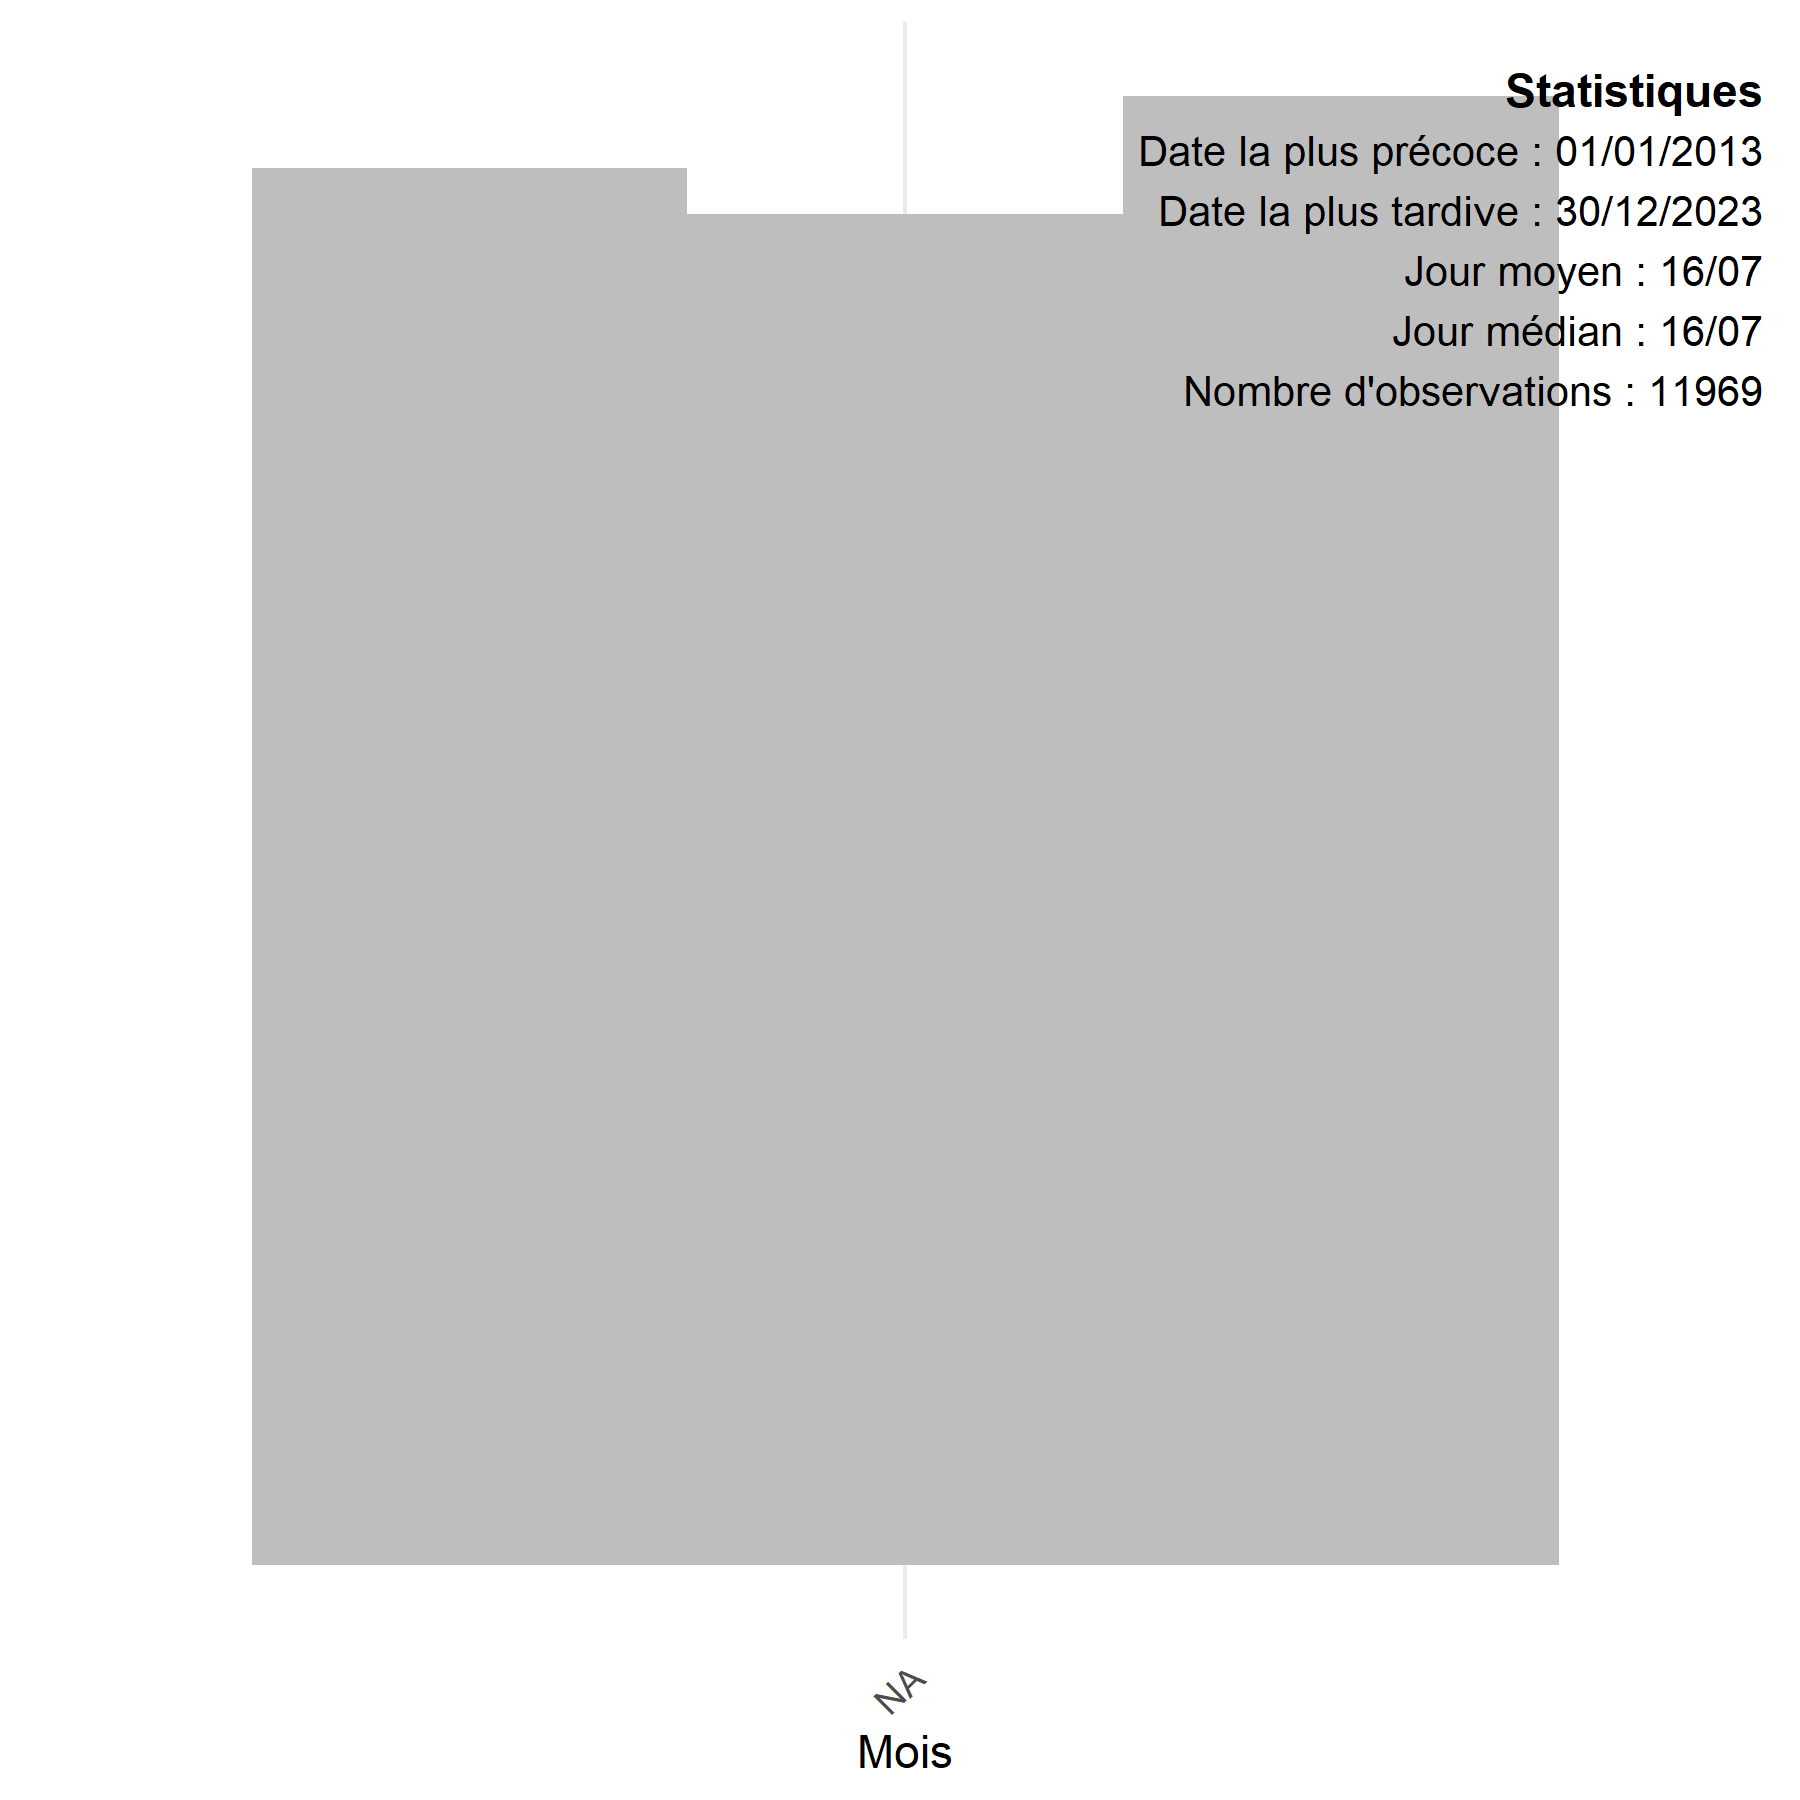 Statistiques
Date la plus précoce : 01/01/2013
Date la plus tardive : 30/12/2023
Jour moyen : 16/07
Jour médian : 16/07
Nombre d'observations : 11969
NA
Mois